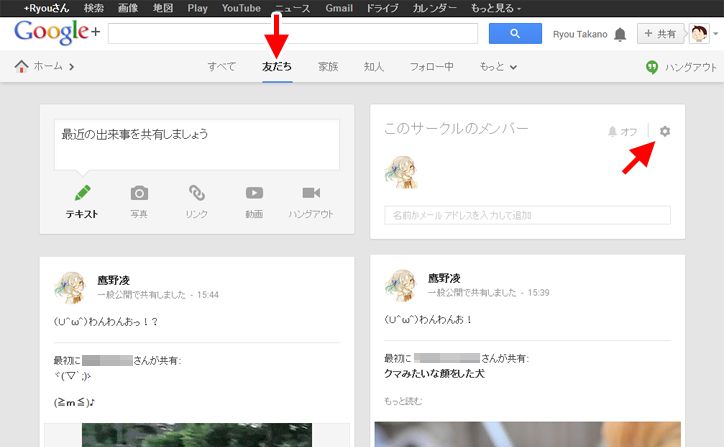 +Ryouさん 検索 画像 地図 Play YouTube ニュース Gmail ドライブ カレンダー もっと見る
Google+
Ryou Takano
+ 共有
ホーム すべて 友だち 家族 知人 フォロー中 もっと ハングアウト
最近の出来事を共有しましょう
テキスト 写真 リンク 動画 ハングアウト
このサークルのメンバー
オフ
名前かメールアドレスを入力して追加
鷹野凌
一般公開で共有しました - 15:44
(∪^ω^)わんわんおっ！？
最初に さんが共有:
ヾ(▽`;)ゝ
(≧m≦)♪
鷹野凌
一般公開で共有しました - 15:39
(∪^ω^)わんわんお！
最初に さんが共有:
クマみたいな顔をした犬
もっと読む